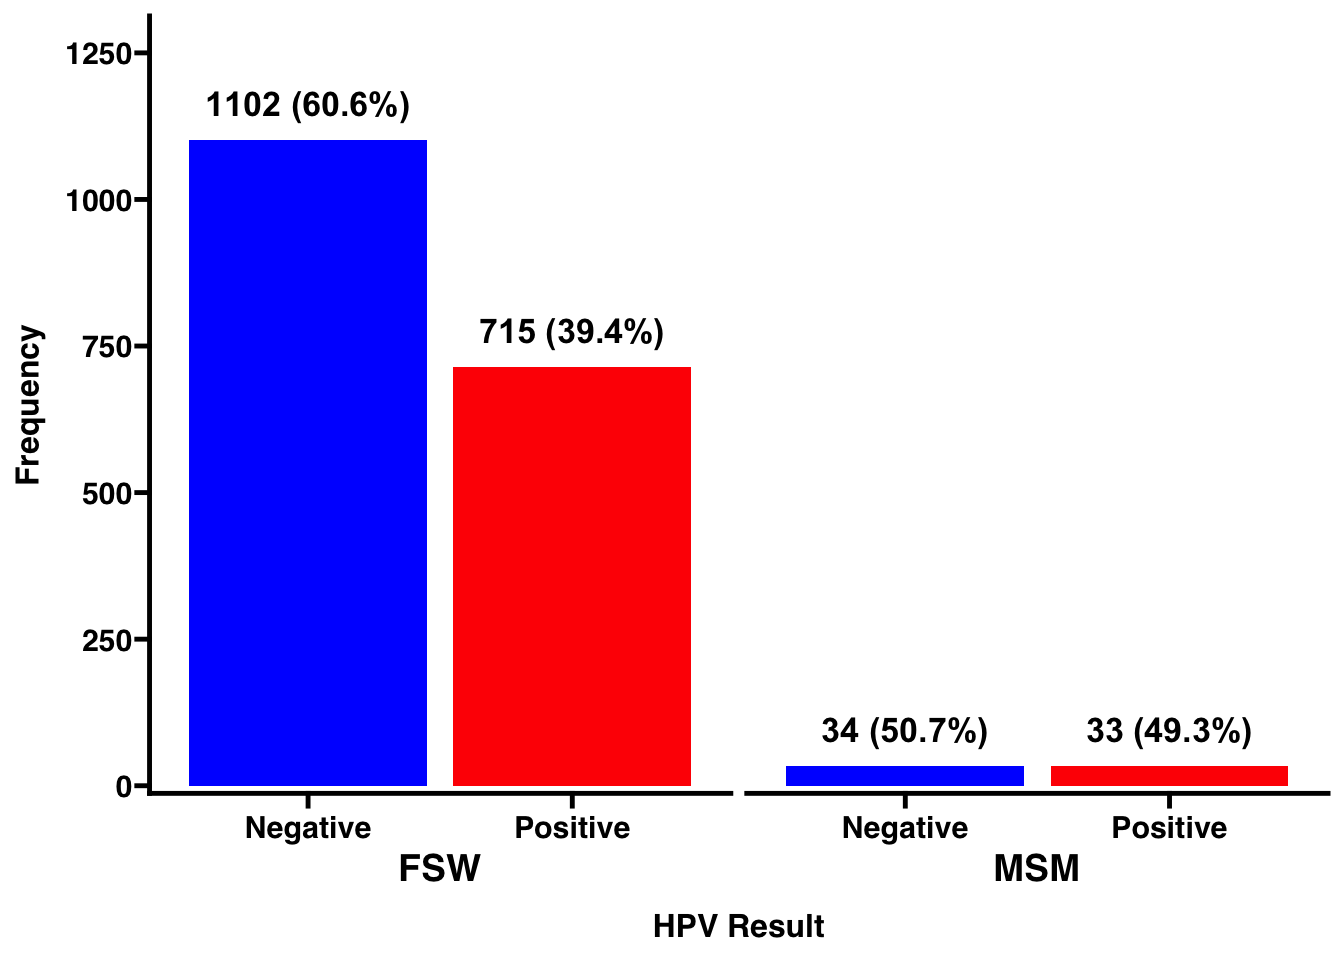 Frequency
1250
1000
750
500
250
0
1102 (60.6%)
715 (39.4%)
34 (50.7%)
33 (49.3%)
Negative
Positive
Negative
Positive
FSW
MSM
HPV Result